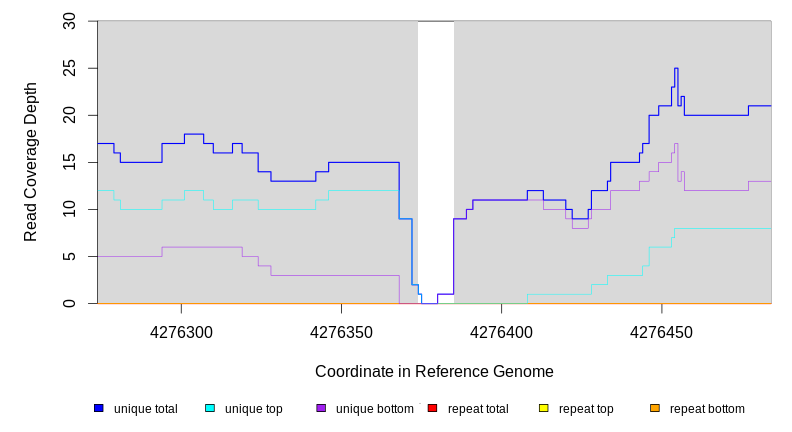 30
25
20
15
10
5
0
Read Coverage Depth
4276300 4276350 4276400 4276450
Coordinate in Reference Genome
unique total unique top unique bottom repeat total repeat top repeat bottom